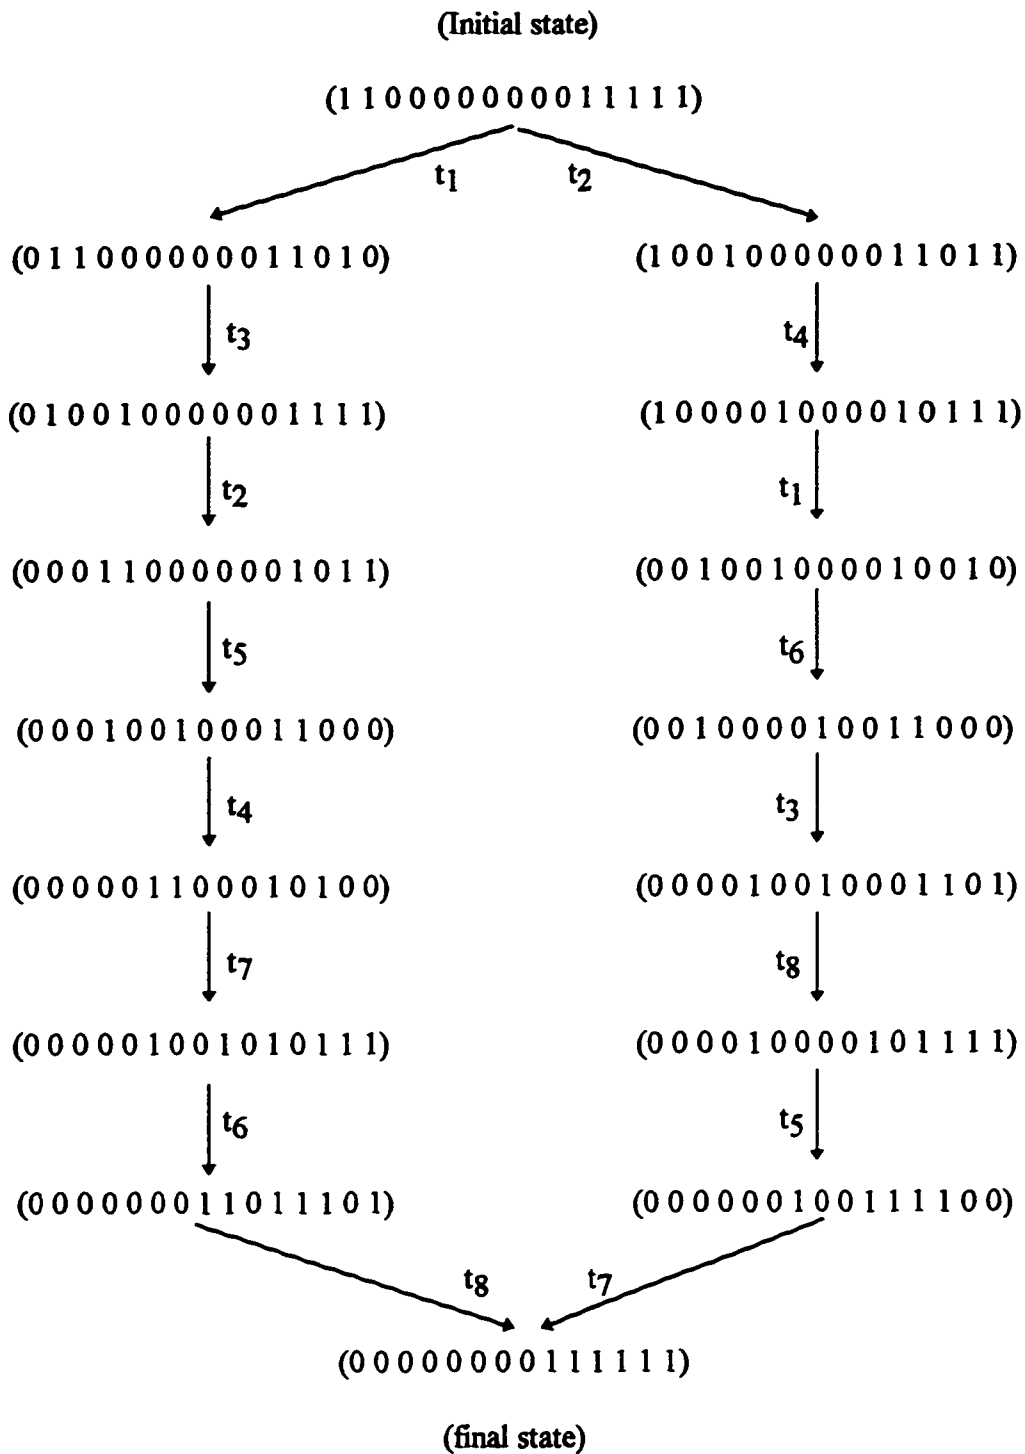 (Initial state)
(1 1 0 0 0 0 0 0 0 0 1 1 1 1 1)
t1 t2
(0 1 1 0 0 0 0 0 0 0 1 1 0 1 0) (1 0 0 1 0 0 0 0 0 0 1 1 0 1 1)
t3 t4
(0 1 0 0 1 0 0 0 0 0 0 1 1 1 1) (1 0 0 0 0 1 0 0 0 0 1 0 1 1 1)
t2 t1
(0 0 0 1 1 0 0 0 0 0 0 1 0 1 1) (0 0 1 0 0 1 0 0 0 0 1 0 0 1 0)
t5 t6
(0 0 0 1 0 0 1 0 0 0 1 1 0 0 0) (0 0 1 0 0 0 0 1 0 0 1 1 0 0 0)
t4 t3
(0 0 0 0 0 1 1 0 0 0 1 0 1 0 0) (0 0 0 0 1 0 0 1 0 0 0 1 1 0 1)
t7 t8
(0 0 0 0 0 1 0 0 1 0 1 0 1 1 1) (0 0 0 0 1 0 0 0 0 1 0 1 1 1 1)
t6 t5
(0 0 0 0 0 0 0 1 1 0 1 1 1 0 1) (0 0 0 0 0 0 1 0 0 1 1 1 1 0 0)
t8 t7
(0 0 0 0 0 0 0 0 1 1 1 1 1 1)
(final state)